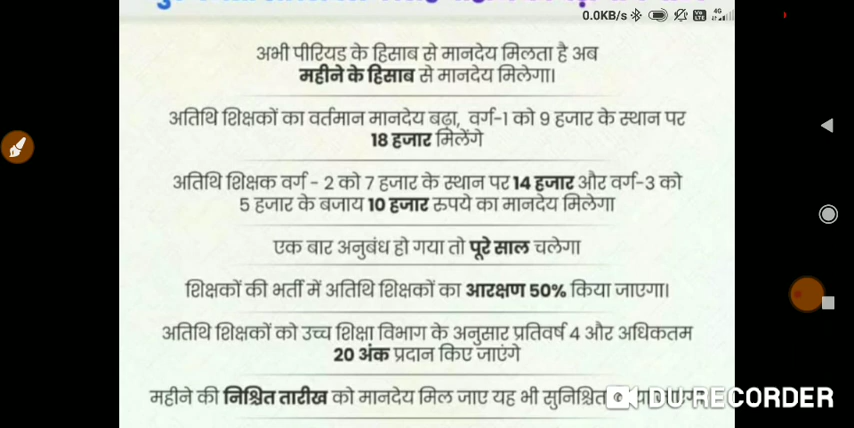 0.0KB/s
4G
अभी पीरियड के हिसाब से मानदेय मिलता है अब
महीने के हिसाब से मानदेय मिलेगा।
अतिथि शिक्षकों का वर्तमान मानदेय बढ़ा, वर्ग-1 को 9 हजार के स्थान पर
18 हजार मिलेंगे
अतिथि शिक्षक वर्ग - 2 को 7 हजार के स्थान पर 14 हजार और वर्ग-3 को
5 हजार के बजाय 10 हजार रुपये का मानदेय मिलेगा
एक बार अनुबंध हो गया तो पूरे साल चलेगा
शिक्षकों की भर्ती में अतिथि शिक्षकों का आरक्षण 50% किया जाएगा।
अतिथि शिक्षकों को उच्च शिक्षा विभाग के अनुसार प्रतिवर्ष 4 और अधिकतम
20 अंक प्रदान किए जाएंगे
महीने की निश्चित तारीख को मानदेय मिल जाए यह भी सुनिश्चित
DU RECORDER